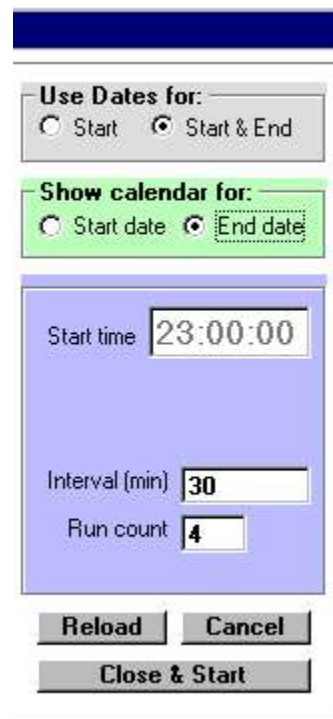 Use Dates for:
Start Start & End
Show calendar for:
Start date End date
Start time 23:00:00
Interval (min) 30
Run count 4
Reload Cancel
Close & Start